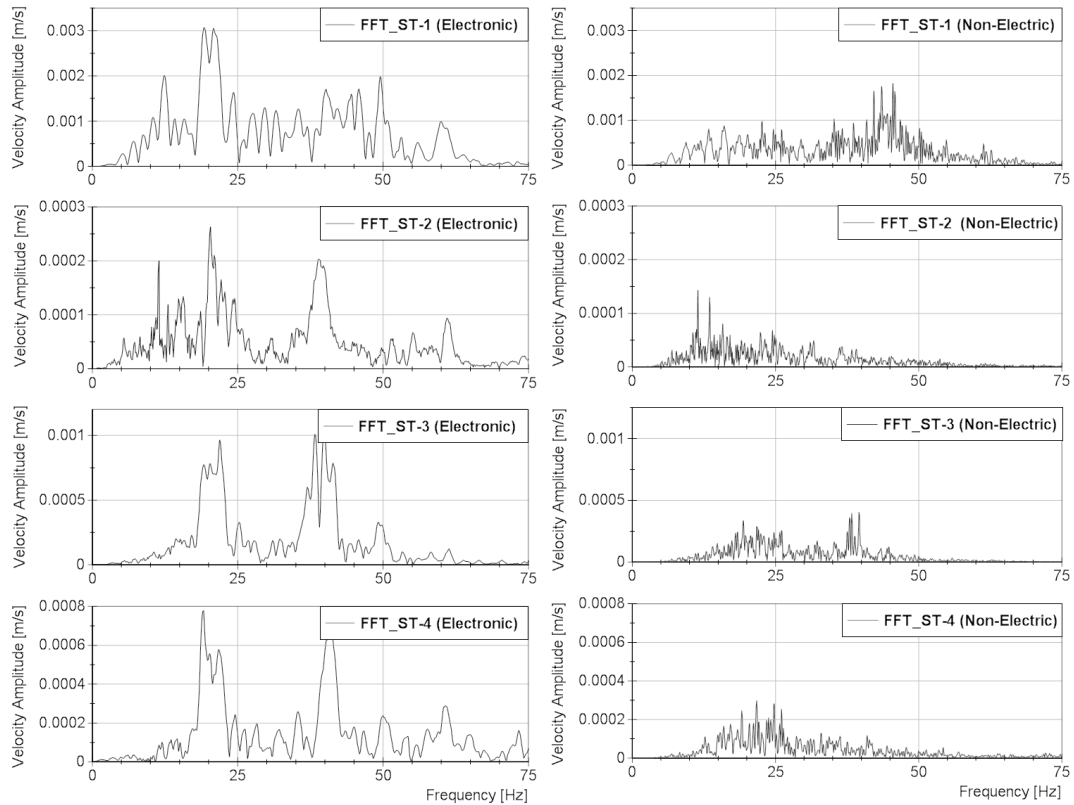 Velocity Amplitude [m/s]
0.003
0.002
0.001
0
FFT_ST-1 (Electronic)
0 25 50 75
Velocity Amplitude [m/s]
0.003
0.002
0.001
0
FFT_ST-1 (Non-Electric)
0 25 50 75
Velocity Amplitude [m/s]
0.0003
0.0002
0.0001
0
FFT_ST-2 (Electronic)
0 25 50 75
Velocity Amplitude [m/s]
0.0003
0.0002
0.0001
0
FFT_ST-2 (Non-Electric)
0 25 50 75
Velocity Amplitude [m/s]
0.001
0.0005
0
FFT_ST-3 (Electronic)
0 25 50 75
Velocity Amplitude [m/s]
0.001
0.0005
0
FFT_ST-3 (Non-Electric)
0 25 50 75
Velocity Amplitude [m/s]
0.0008
0.0006
0.0004
0.0002
0
FFT_ST-4 (Electronic)
0 25 50 75
Frequency [Hz]
Velocity Amplitude [m/s]
0.0008
0.0006
0.0004
0.0002
0
FFT_ST-4 (Non-Electric)
0 25 50 75
Frequency [Hz]